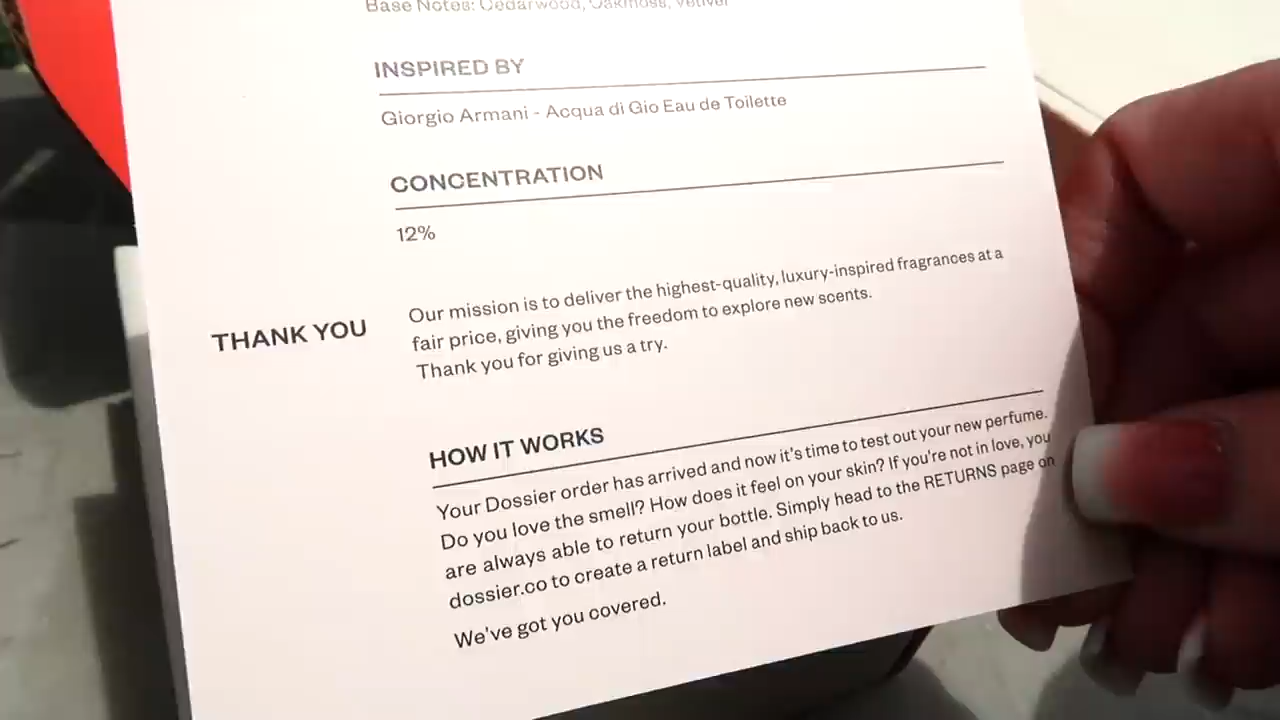 Base Notes: Cedarwood, Oakmoss, Vetiver
INSPIRED BY
Giorgio Armani - Acqua di Gio Eau de Toilette
CONCENTRATION
12%
THANK YOU
Our mission is to deliver the highest-quality, luxury-inspired fragrances at a
fair price, giving you the freedom to explore new scents.
Thank you for giving us a try.
HOW IT WORKS
Your Dossier order has arrived and now it's time to test out your new perfume.
Do you love the smell? How does it feel on your skin? If you're not in love, you
are always able to return your bottle. Simply head to the RETURNS page on
dossier.co to create a return label and ship back to us.
We've got you covered.